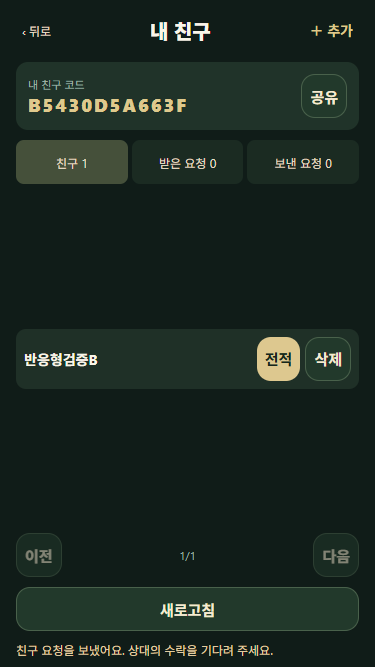 ‹ 뒤로
내 친구
+ 추가
내 친구 코드
B5430D5A663F
공유
친구 1
받은 요청 0
보낸 요청 0
반응형검증B
전적
삭제
이전
1/1
다음
새로고침
친구 요청을 보냈어요. 상대의 수락을 기다려 주세요.